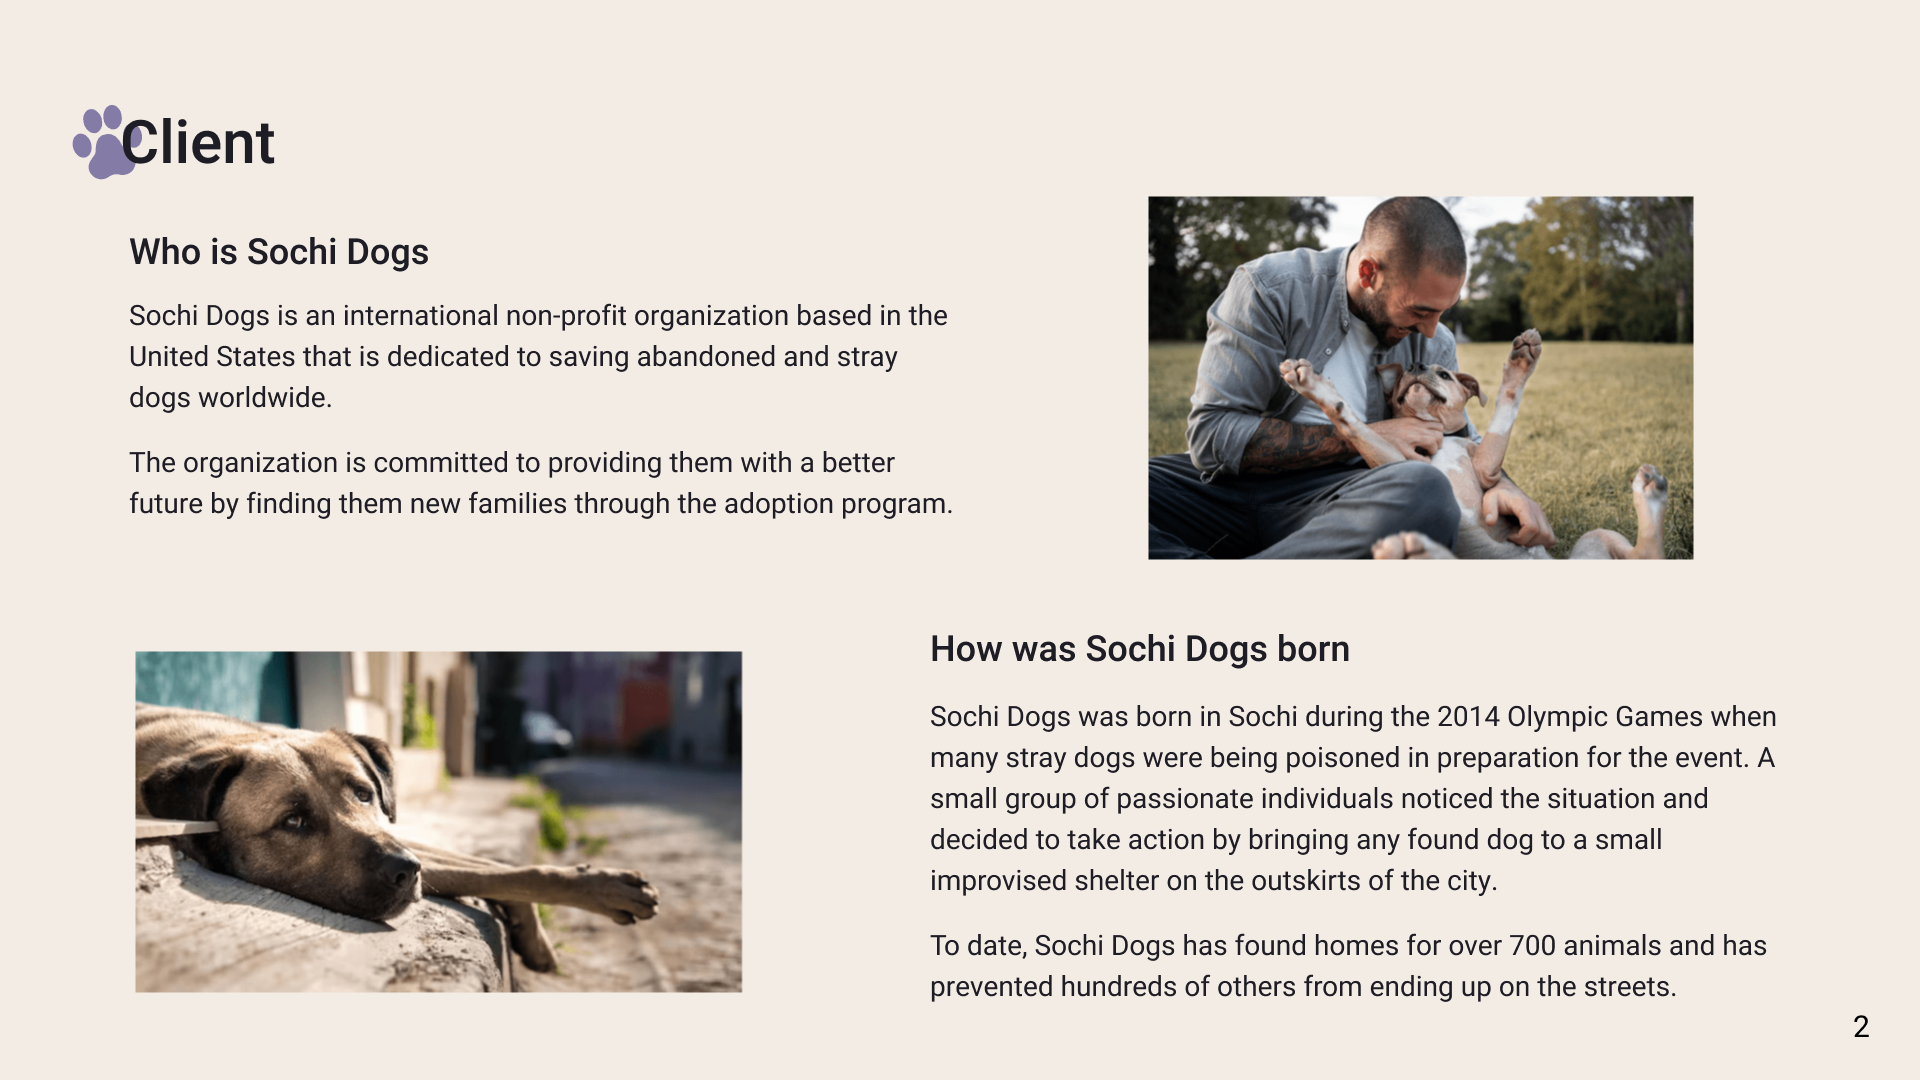 Client
Who is Sochi Dogs
Sochi Dogs is an international non-profit organization based in the
United States that is dedicated to saving abandoned and stray
dogs worldwide.
The organization is committed to providing them with a better
future by finding them new families through the adoption program.
How was Sochi Dogs born
Sochi Dogs was born in Sochi during the 2014 Olympic Games when
many stray dogs were being poisoned in preparation for the event. A
small group of passionate individuals noticed the situation and
decided to take action by bringing any found dog to a small
improvised shelter on the outskirts of the city.
To date, Sochi Dogs has found homes for over 700 animals and has
prevented hundreds of others from ending up on the streets.
2